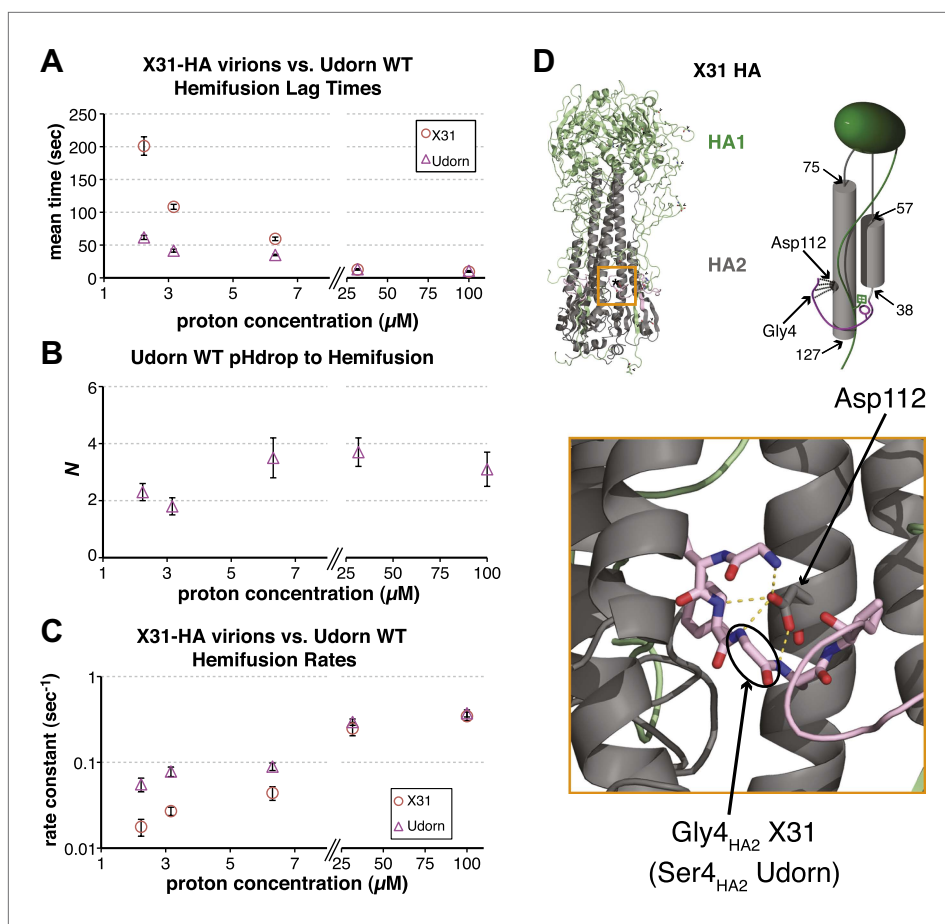 A
X31-HA virions vs. Udorn WT
Hemifusion Lag Times
250
200
150
100
50
0
mean time (sec)
X31
Udorn
1 3 5 7 25 50 75 100
proton concentration (µM)
B
Udorn WT pHdrop to Hemifusion
6
4
2
0
N
1 3 5 7 25 50 75 100
proton concentration (µM)
C
X31-HA virions vs. Udorn WT
Hemifusion Rates
1
0.1
0.01
rate constant (sec⁻¹)
X31
Udorn
1 3 5 7 25 50 75 100
proton concentration (µM)
D
X31 HA
HA1
HA2
*
75
57
Asp112
Gly4
38
127
Asp112
Gly4HA2 X31
(Ser4HA2 Udorn)